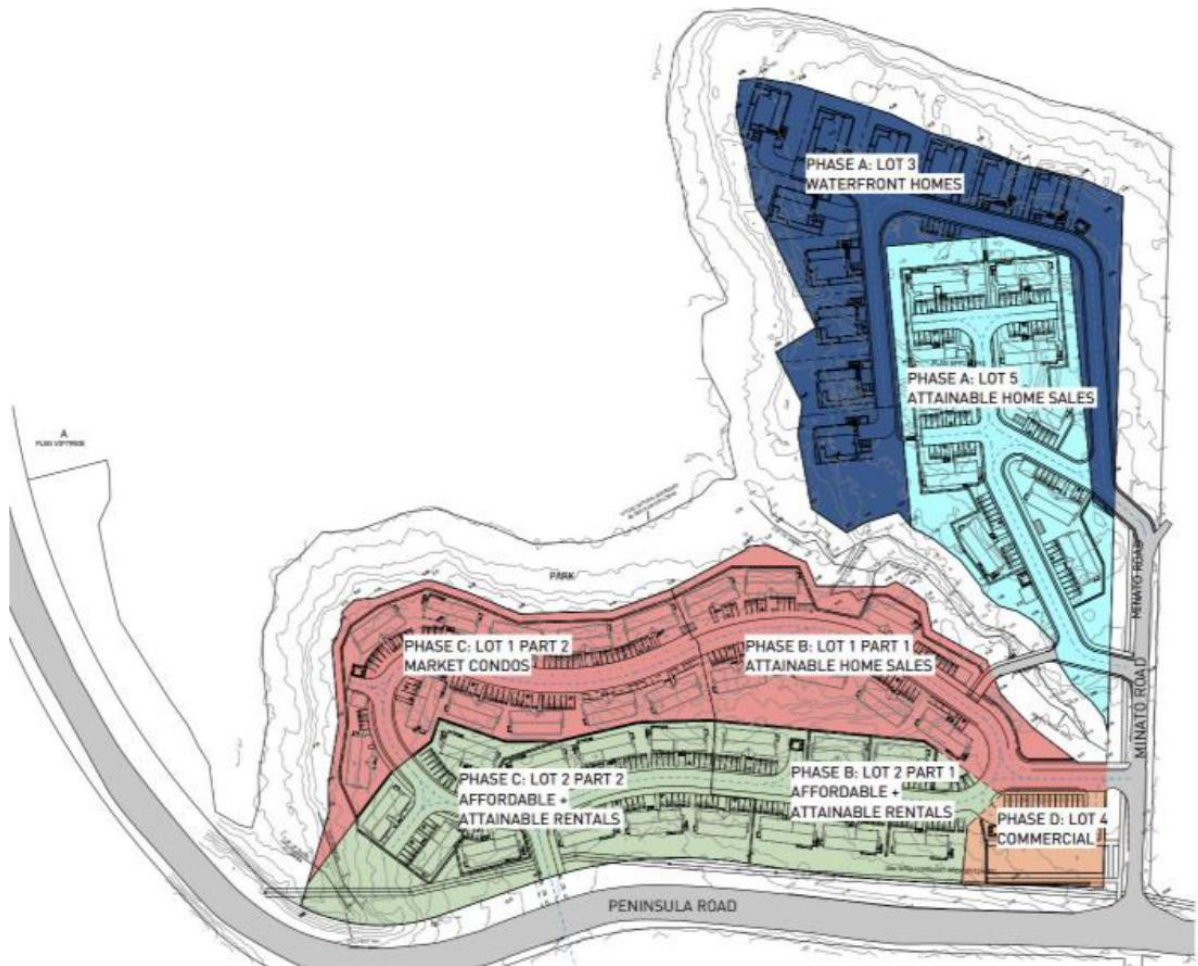 PHASE A: LOT 3
WATERFRONT HOMES
PHASE A: LOT 5
ATTAINABLE HOME SALES
A
PARK
MINATO ROAD
PHASE C: LOT 1 PART 2
MARKET CONDOS
PHASE B: LOT 1 PART 1
ATTAINABLE HOME SALES
MINATO ROAD
PHASE C: LOT 2 PART 2
AFFORDABLE +
ATTAINABLE RENTALS
PHASE B: LOT 2 PART 1
AFFORDABLE +
ATTAINABLE RENTALS
PHASE D: LOT 4
COMMERCIAL
PENINSULA ROAD